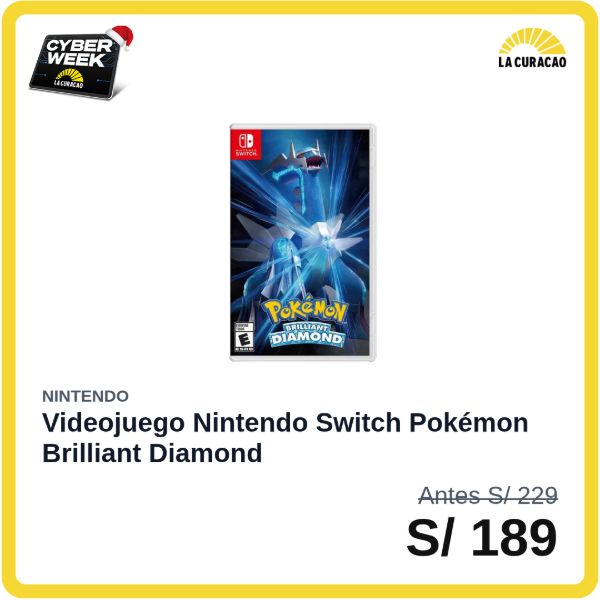 CYBER
WEEK
LA CURACAO
LA CURACAO
NINTENDO
SWITCH
POKéMON
BRILLIANT
DIAMOND
E
NINTENDO
Videojuego Nintendo Switch Pokémon
Brilliant Diamond
Antes S/ 229
S/ 189